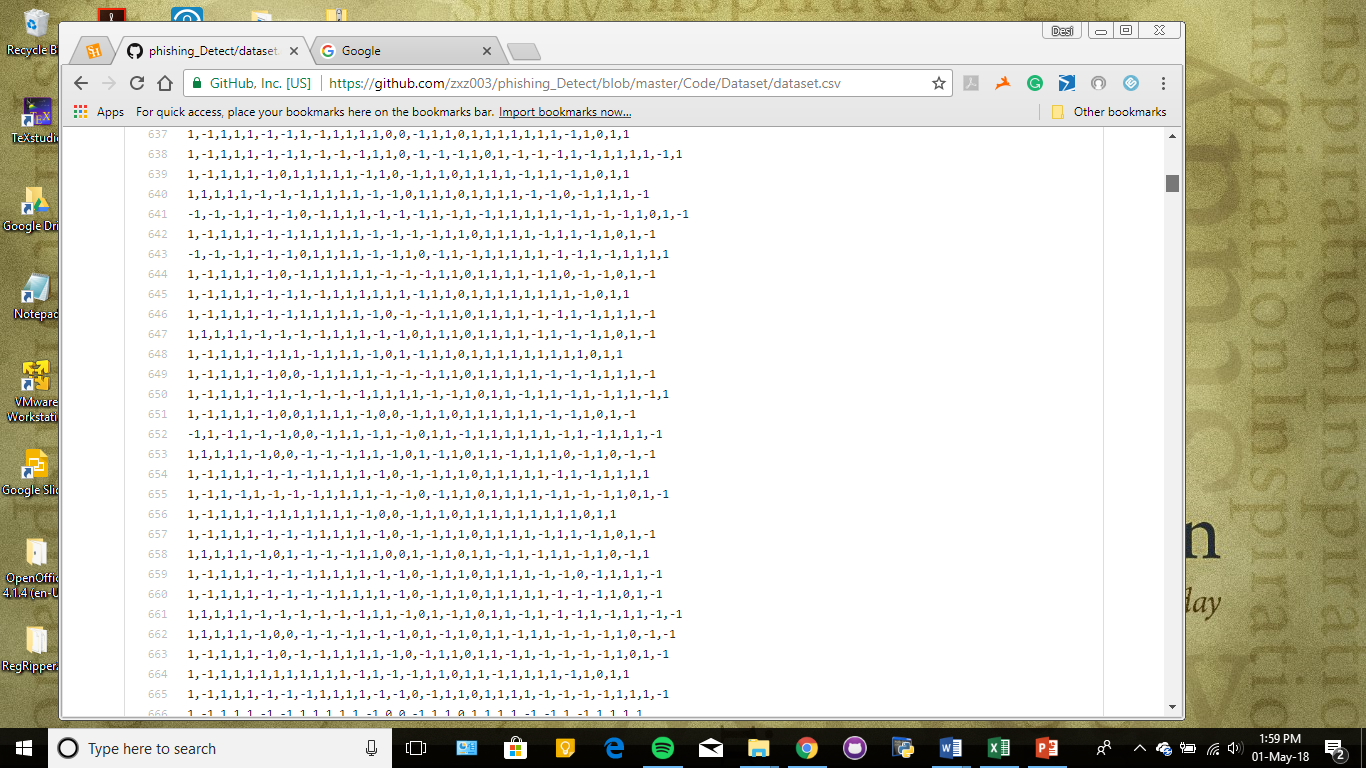 Recycle B
TeXstudi
Google Dri
Notepad
VMware
Workstati
Google Slid
OpenOffic
4.1.4 (en-U
RegRipper.
Desi
phishing_Detect/dataset.
Google
GitHub, Inc. [US]
https://github.com/zxz003/phishing_Detect/blob/master/Code/Dataset/dataset.csv
Apps
For quick access, place your bookmarks here on the bookmarks bar. Import bookmarks now...
Other bookmarks
637 1,-1,1,1,1,-1,-1,1,-1,1,1,1,1,0,0,-1,1,1,0,1,1,1,1,1,1,1,-1,1,0,1,1
638 1,-1,1,1,1,-1,-1,1,-1,-1,-1,1,1,0,-1,-1,-1,1,0,1,-1,-1,-1,1,-1,1,1,1,1,-1,1
639 1,-1,1,1,1,-1,0,1,1,1,1,1,-1,1,0,-1,1,1,0,1,1,1,1,-1,1,1,-1,1,0,1,1
640 1,1,1,1,1,-1,-1,-1,1,1,1,1,-1,-1,0,1,1,1,0,1,1,1,1,-1,-1,0,-1,1,1,1,-1
641 -1,-1,-1,1,-1,-1,0,-1,1,1,1,-1,-1,-1,1,-1,1,-1,1,1,1,1,1,1,-1,1,-1,-1,1,0,1,-1
642 1,-1,1,1,1,-1,-1,1,1,1,1,1,-1,-1,-1,-1,1,1,0,1,1,1,1,-1,1,1,-1,1,0,1,-1
643 -1,-1,-1,1,-1,-1,0,1,1,1,1,-1,-1,1,0,-1,1,-1,1,1,1,1,1,-1,-1,1,-1,1,1,1,1
644 1,-1,1,1,1,-1,0,-1,1,1,1,1,1,-1,-1,-1,1,1,0,1,1,1,1,-1,1,0,-1,-1,0,1,-1
645 1,-1,1,1,1,-1,-1,1,-1,1,1,1,1,1,1,-1,1,1,0,1,1,1,1,1,1,1,-1,0,1,1
646 1,-1,1,1,1,-1,-1,1,1,1,1,1,-1,0,-1,-1,1,1,0,1,1,1,1,-1,-1,-1,1,1,1,1,-1
647 1,1,1,1,1,-1,-1,-1,-1,-1,1,1,1,-1,-1,0,1,1,1,0,1,1,1,1,-1,1,-1,1,0,1,-1
648 1,-1,1,1,1,-1,1,1,-1,1,1,1,-1,0,1,-1,1,1,0,1,1,1,1,1,1,1,1,1,0,1,1
649 1,-1,1,1,1,-1,0,0,-1,1,1,1,1,-1,-1,-1,1,1,0,1,1,1,1,-1,-1,-1,1,1,1,1,-1
650 1,-1,1,1,1,-1,1,-1,-1,-1,1,1,1,1,1,-1,1,-1,1,0,1,1,-1,1,1,1,-1,1,1,-1,1
651 1,-1,1,1,1,-1,0,0,1,1,1,1,-1,0,0,-1,1,1,0,1,1,1,1,1,1,-1,-1,1,0,1,-1
652 -1,1,-1,1,-1,-1,0,0,-1,1,1,-1,1,-1,0,1,1,-1,1,1,1,1,1,1,-1,1,-1,1,1,1,-1
653 1,1,1,1,1,-1,0,0,-1,-1,-1,1,1,-1,0,1,-1,1,0,1,1,-1,1,1,1,0,-1,1,0,-1,-1
654 1,-1,1,1,1,-1,-1,-1,1,1,1,1,-1,0,-1,-1,1,1,0,1,1,1,1,1,-1,1,-1,1,1,1,1
655 1,-1,1,-1,1,-1,-1,-1,1,1,1,1,-1,-1,0,-1,1,1,0,1,1,1,1,-1,1,-1,-1,1,0,1,-1
656 1,-1,1,1,1,-1,1,1,1,1,1,1,-1,0,0,-1,1,1,0,1,1,1,1,1,1,1,1,1,0,1,1
657 1,-1,1,1,1,-1,-1,-1,1,1,1,1,-1,0,-1,-1,1,1,0,1,1,1,1,-1,1,1,-1,1,0,1,-1
658 1,1,1,1,1,-1,0,1,-1,-1,-1,1,1,0,0,1,-1,1,0,1,1,-1,1,1,1,-1,1,1,0,-1,1
659 1,-1,1,1,1,-1,-1,-1,1,1,1,1,-1,-1,0,-1,1,1,0,1,1,1,1,-1,-1,0,-1,1,1,1,-1
660 1,-1,1,1,1,-1,-1,-1,1,1,1,1,-1,0,-1,1,1,0,1,1,1,1,1,-1,-1,-1,1,0,1,-1
661 1,1,1,1,1,-1,-1,-1,-1,-1,-1,1,1,-1,0,1,-1,1,0,1,1,-1,1,1,-1,-1,1,1,1,-1,-1
662 1,1,1,1,1,-1,0,0,-1,-1,-1,1,-1,-1,0,1,-1,1,0,1,1,-1,1,1,-1,-1,-1,1,0,-1,-1
663 1,-1,1,1,1,-1,0,-1,-1,1,1,1,1,-1,0,-1,1,1,0,1,1,-1,1,-1,-1,-1,1,0,1,-1
664 1,-1,1,1,1,1,1,1,1,1,1,-1,-1,1,-1,-1,1,1,0,1,1,-1,1,1,1,1,-1,1,0,1,1
665 1,-1,1,1,1,-1,-1,-1,1,1,1,1,-1,-1,0,-1,1,1,0,1,1,1,1,-1,-1,-1,-1,1,1,1,1,-1
Type here to search
1:59 PM
01-May-18
2